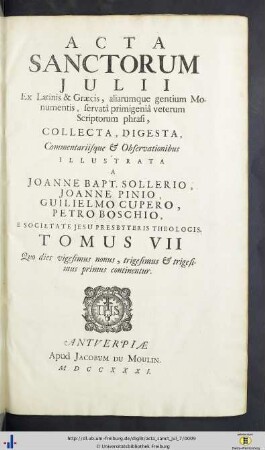 ACTA
SANCTORUM
JULII
Ex Latinis & Græcis, aliarumque gentium Mo-
numentis, servatâ primigeniâ veterum
Scriptorum phrasi,
COLLECTA, DIGESTA,
Commentariisque & Observationibus
ILLUSTRATA
A
JOANNE BAPT. SOLLERIO,
JOANNE PINIO,
GUILIELMO CUPERO,
PETRO BOSCHIO,
E SOCIETATE JESU PRESBYTERIS THEOLOGIS.
TOMUS VII
Quo dies vigesimus nonus, trigesimus & trigesi-
mus primus continentur.
IHS
ANTVERPIÆ
Apud JACOBUM DU MOULIN.
MDCCXXXI.